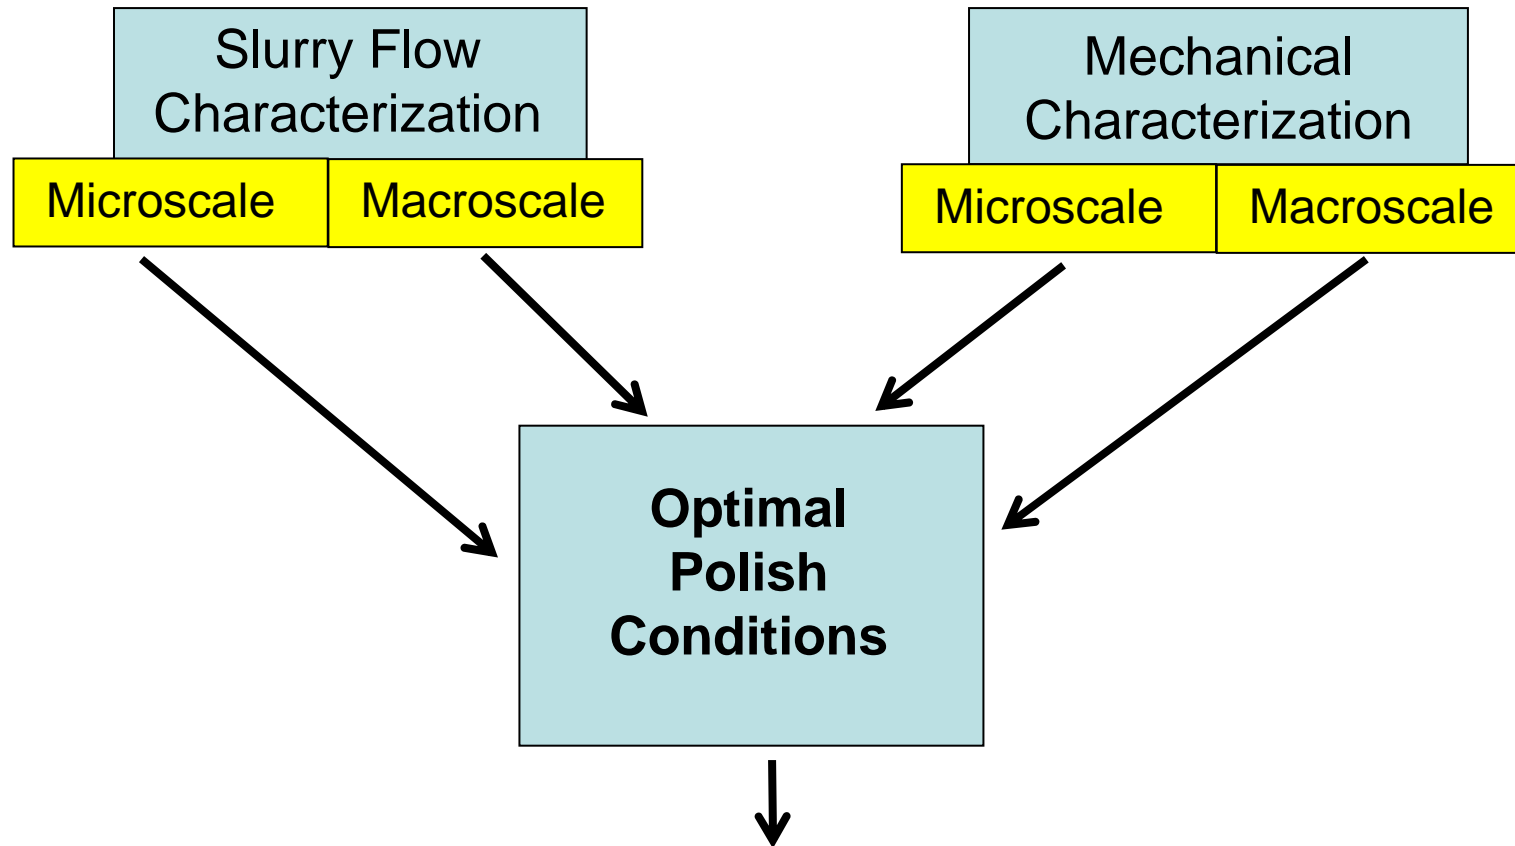 Slurry Flow
Characterization
Microscale
Macroscale
Mechanical
Characterization
Microscale
Macroscale
Optimal
Polish
Conditions